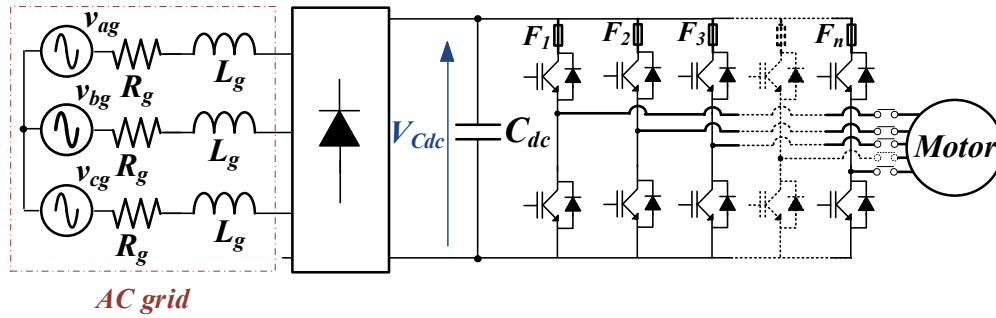 v_ag
R_g
L_g
v_bg
R_g
L_g
v_cg
R_g
L_g
AC grid
V_Cdc
C_dc
F_1
F_2
F_3
F_n
Motor